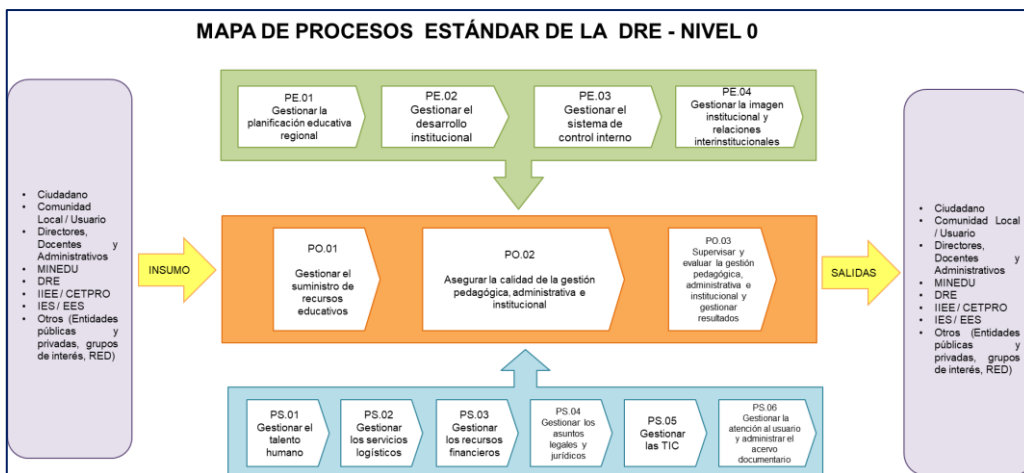 MAPA DE PROCESOS ESTÁNDAR DE LA DRE - NIVEL 0
PE.01
Gestionar la
planificación educativa
regional
PE.02
Gestionar el
desarrollo
institucional
PE.03
Gestionar el
sistema de
control interno
PE.04
Gestionar la imagen
institucional y
relaciones
interinstitucionales
• Ciudadano
• Comunidad
Local / Usuario
• Directores,
Docentes y
Administrativos
• MINEDU
• DRE
• IIEE / CETPRO
• IES / EES
• Otros (Entidades
públicas y
privadas, grupos
de interés, RED)
INSUMO
PO.01
Gestionar el
suministro de
recursos
educativos
PO.02
Asegurar la calidad de la gestión
pedagógica, administrativa e
institucional
PO.03
Supervisar y
evaluar la gestión
pedagógica,
administrativa e
institucional y
gestionar
resultados
SALIDAS
• Ciudadano
• Comunidad Local
/ Usuario
• Directores,
Docentes y
Administrativos
• MINEDU
• DRE
• IIEE / CETPRO
• IES / EES
• Otros (Entidades
públicas y
privadas, grupos
de interés, RED)
PS.01
Gestionar el
talento
humano
PS.02
Gestionar
los servicios
logísticos
PS.03
Gestionar
los recursos
financieros
PS.04
Gestionar los
asuntos
legales y
jurídicos
PS.05
Gestionar
las TIC
PS.06
Gestionar la
atención al usuario
y administrar el
acervo
documentario